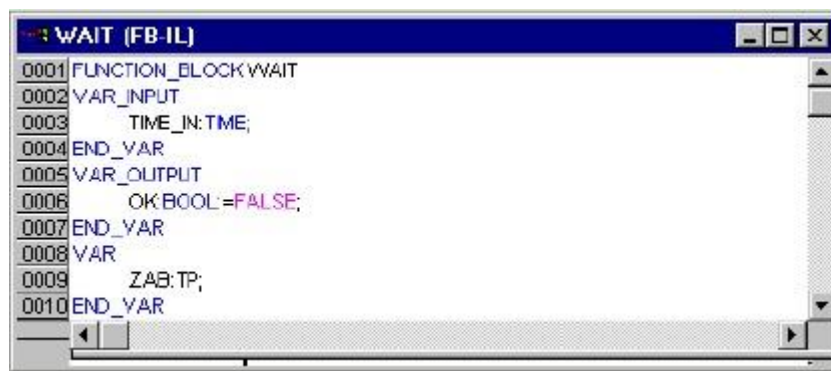 WAIT (FB-IL)
0001 FUNCTION_BLOCK WAIT
0002 VAR_INPUT
0003 TIME_IN:TIME;
0004 END_VAR
0005 VAR_OUTPUT
0006 OK:BOOL:=FALSE;
0007 END_VAR
0008 VAR
0009 ZAB:TP;
0010 END_VAR